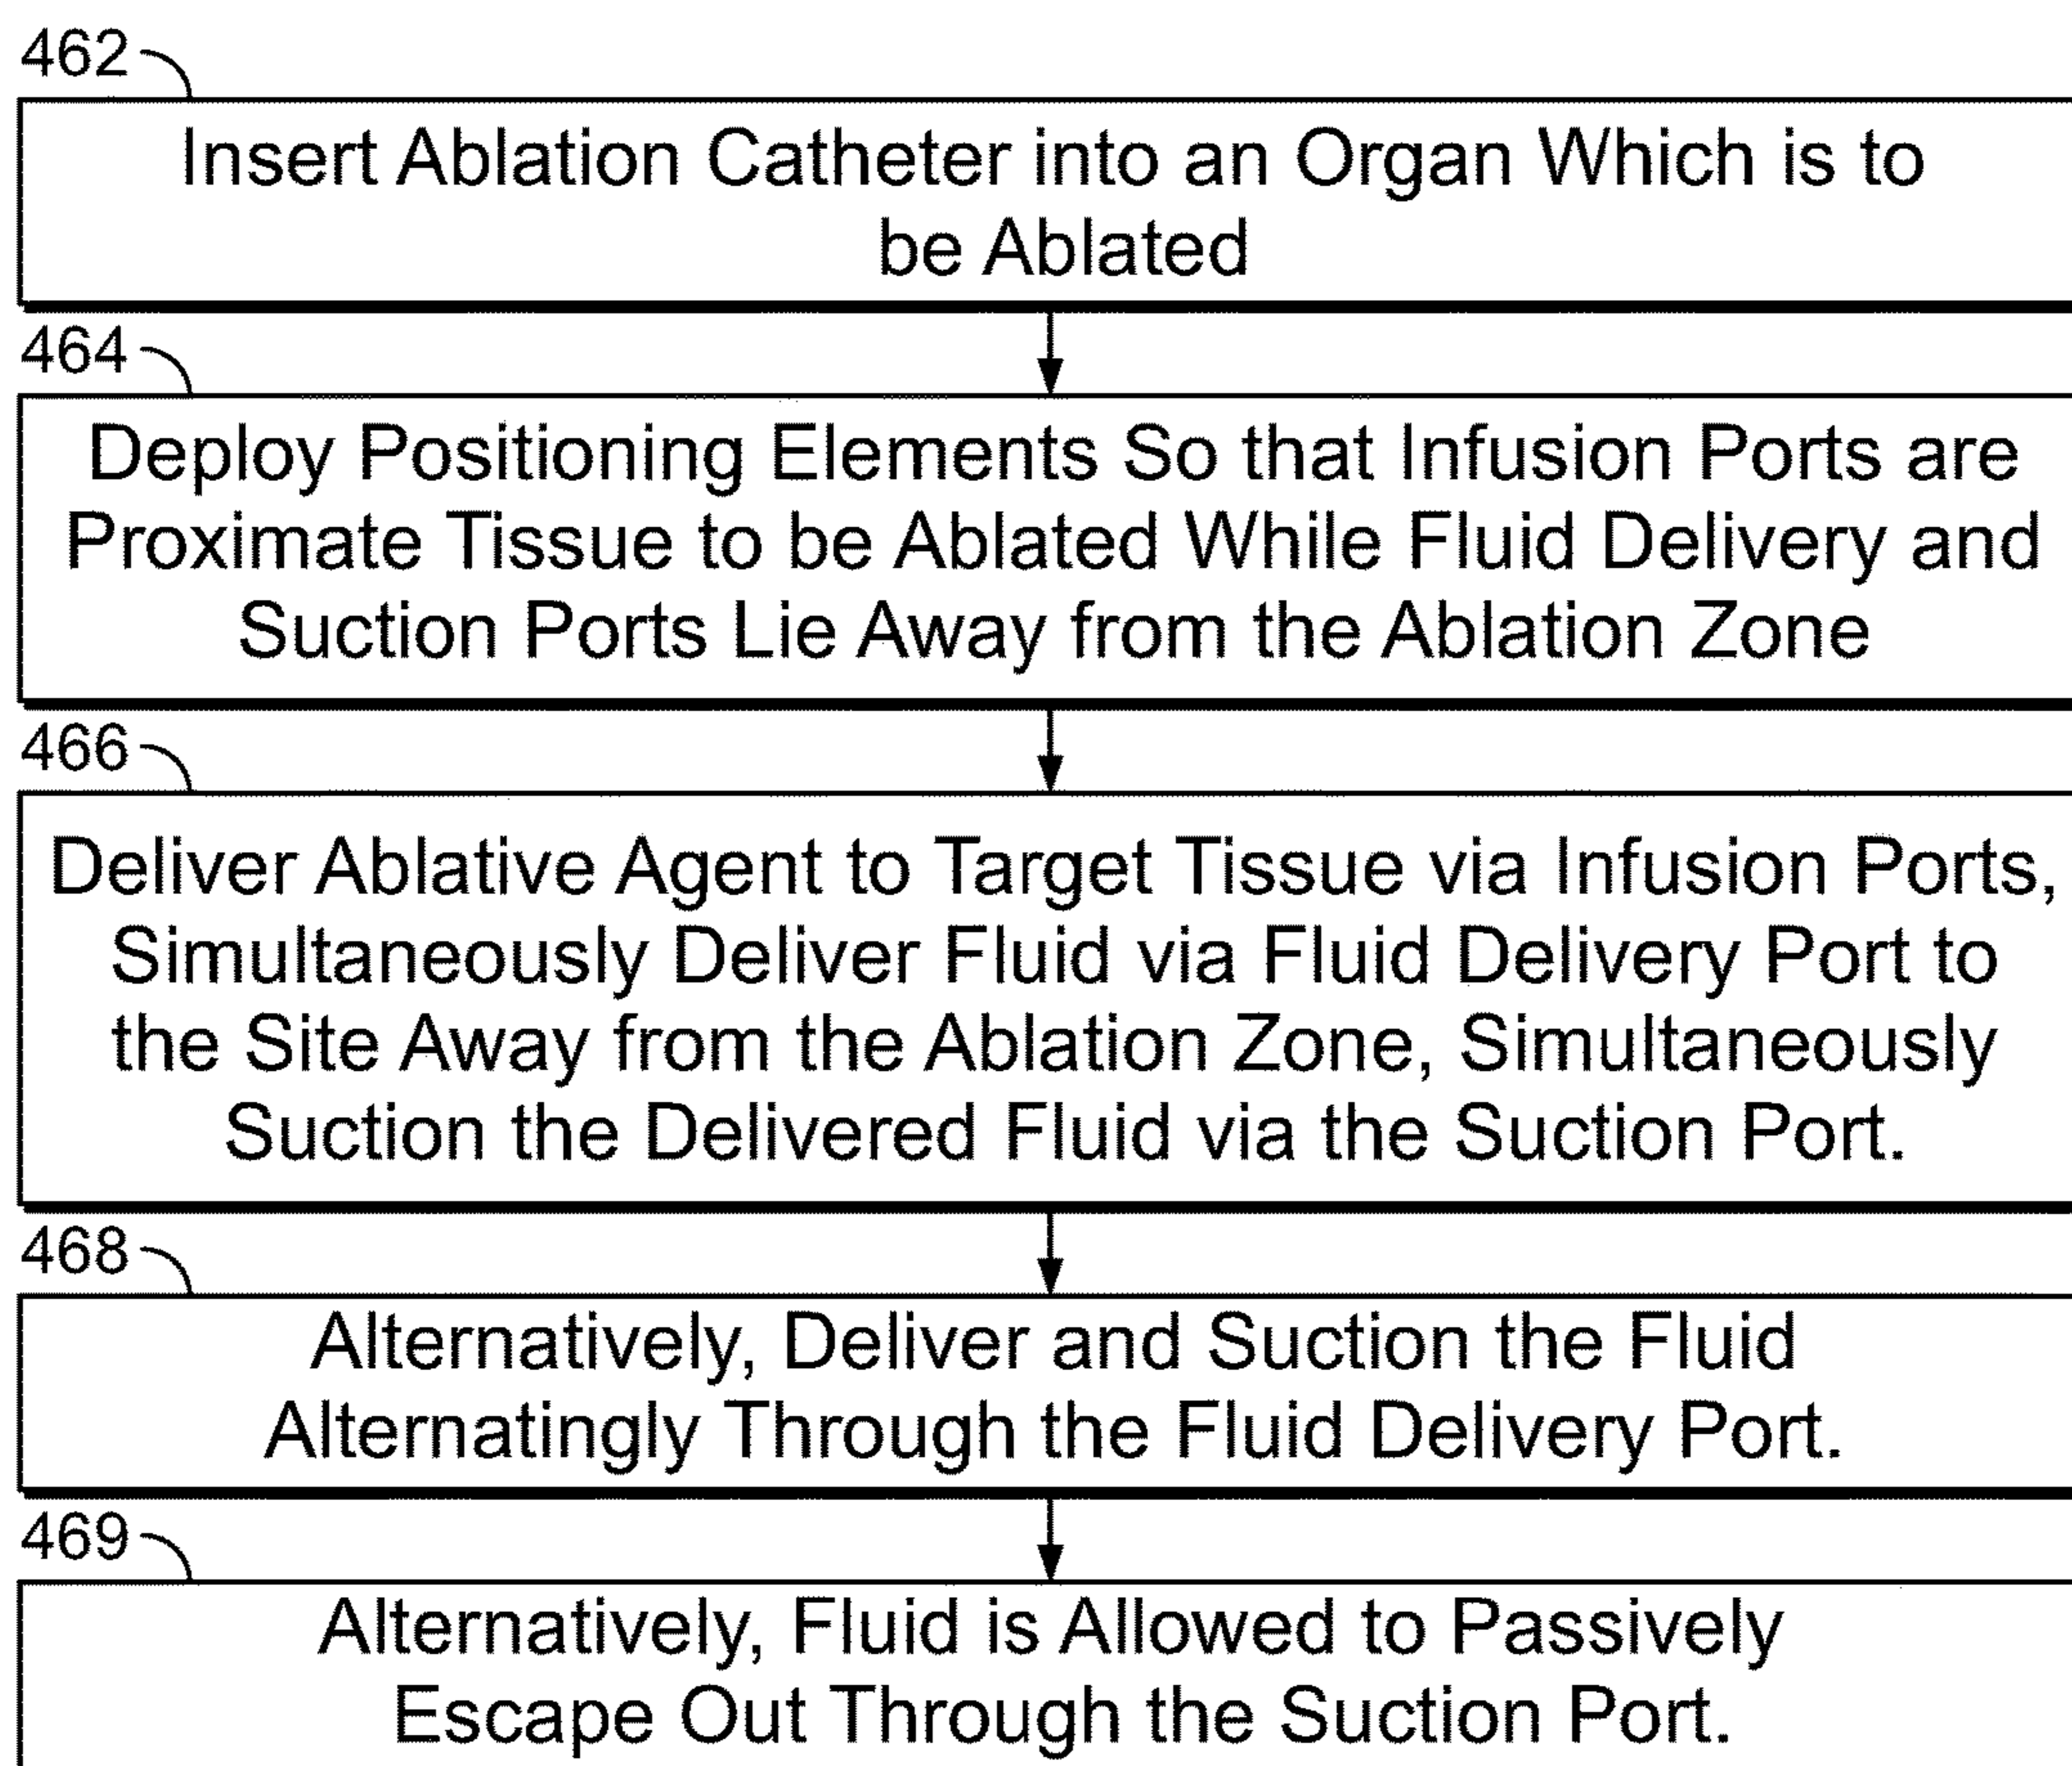 462
Insert Ablation Catheter into an Organ Which is to
be Ablated
464
Deploy Positioning Elements So that Infusion Ports are
Proximate Tissue to be Ablated While Fluid Delivery and
Suction Ports Lie Away from the Ablation Zone
466
Deliver Ablative Agent to Target Tissue via Infusion Ports,
Simultaneously Deliver Fluid via Fluid Delivery Port to
the Site Away from the Ablation Zone, Simultaneously
Suction the Delivered Fluid via the Suction Port.
468
Alternatively, Deliver and Suction the Fluid
Alternatingly Through the Fluid Delivery Port.
469
Alternatively, Fluid is Allowed to Passively
Escape Out Through the Suction Port.